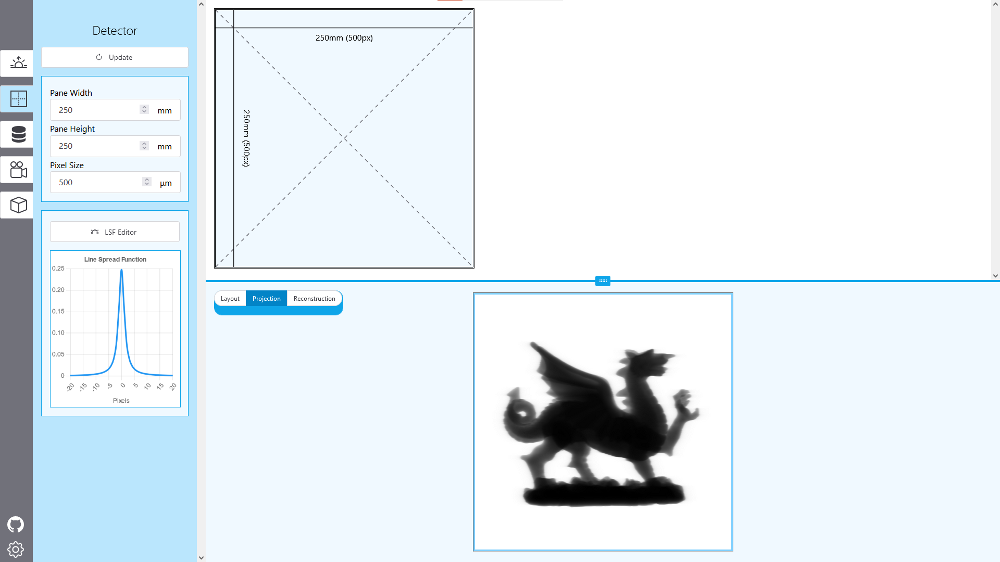 Detector
Update
Pane Width
250 mm
Pane Height
250 mm
Pixel Size
500 µm
LSF Editor
Line Spread Function
0.25
0.20
0.15
0.10
0.05
0
-20 -15 -10 -5 0 5 10 15 20
Pixels
250mm (500px)
250mm (500px)
Layout Projection Reconstruction